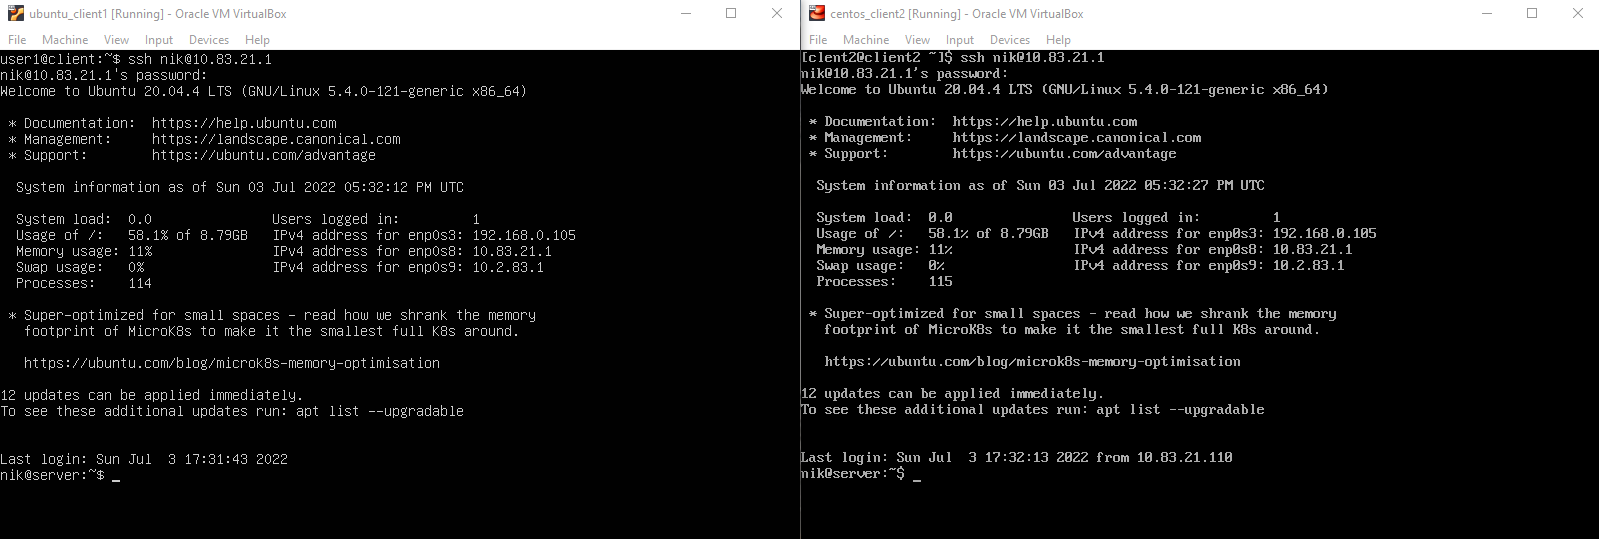 ubuntu_client1 [Running] - Oracle VM VirtualBox
File Machine View Input Devices Help
user1@client:~$ ssh nik@10.83.21.1
nik@10.83.21.1's password:
Welcome to Ubuntu 20.04.4 LTS (GNU/Linux 5.4.0-121-generic x86_64)
* Documentation: https://help.ubuntu.com
* Management: https://landscape.canonical.com
* Support: https://ubuntu.com/advantage
System information as of Sun 03 Jul 2022 05:32:12 PM UTC
System load: 0.0 Users logged in: 1
Usage of /: 58.1% of 8.79GB IPv4 address for enp0s3: 192.168.0.105
Memory usage: 11% IPv4 address for enp0s8: 10.83.21.1
Swap usage: 0% IPv4 address for enp0s9: 10.2.83.1
Processes: 114
* Super-optimized for small spaces - read how we shrank the memory
footprint of MicroK8s to make it the smallest full K8s around.
https://ubuntu.com/blog/microk8s-memory-optimisation
12 updates can be applied immediately.
To see these additional updates run: apt list --upgradable
Last login: Sun Jul  3 17:31:43 2022
nik@server:~$ _
centos_client2 [Running] - Oracle VM VirtualBox
File Machine View Input Devices Help
[clent2@client2 ~]$ ssh nik@10.83.21.1
nik@10.83.21.1's password:
Welcome to Ubuntu 20.04.4 LTS (GNU/Linux 5.4.0-121-generic x86_64)
* Documentation: https://help.ubuntu.com
* Management: https://landscape.canonical.com
* Support: https://ubuntu.com/advantage
System information as of Sun 03 Jul 2022 05:32:27 PM UTC
System load: 0.0 Users logged in: 1
Usage of /: 58.1% of 8.79GB IPv4 address for enp0s3: 192.168.0.105
Memory usage: 11% IPv4 address for enp0s8: 10.83.21.1
Swap usage: 0% IPv4 address for enp0s9: 10.2.83.1
Processes: 115
* Super-optimized for small spaces - read how we shrank the memory
footprint of MicroK8s to make it the smallest full K8s around.
https://ubuntu.com/blog/microk8s-memory-optimisation
12 updates can be applied immediately.
To see these additional updates run: apt list --upgradable
Last login: Sun Jul  3 17:32:13 2022 from 10.83.21.110
nik@server:~$ _